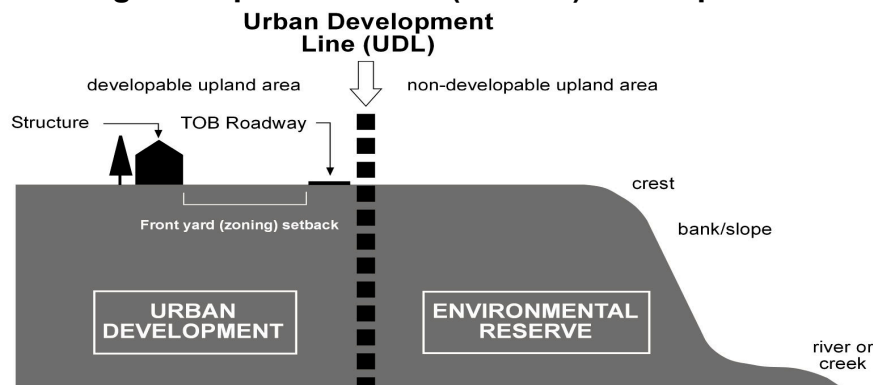 Urban Development
Line (UDL)
developable upland area
non-developable upland area
Structure
TOB Roadway
crest
Front yard (zoning) setback
bank/slope
URBAN
DEVELOPMENT
ENVIRONMENTAL
RESERVE
river or
creek